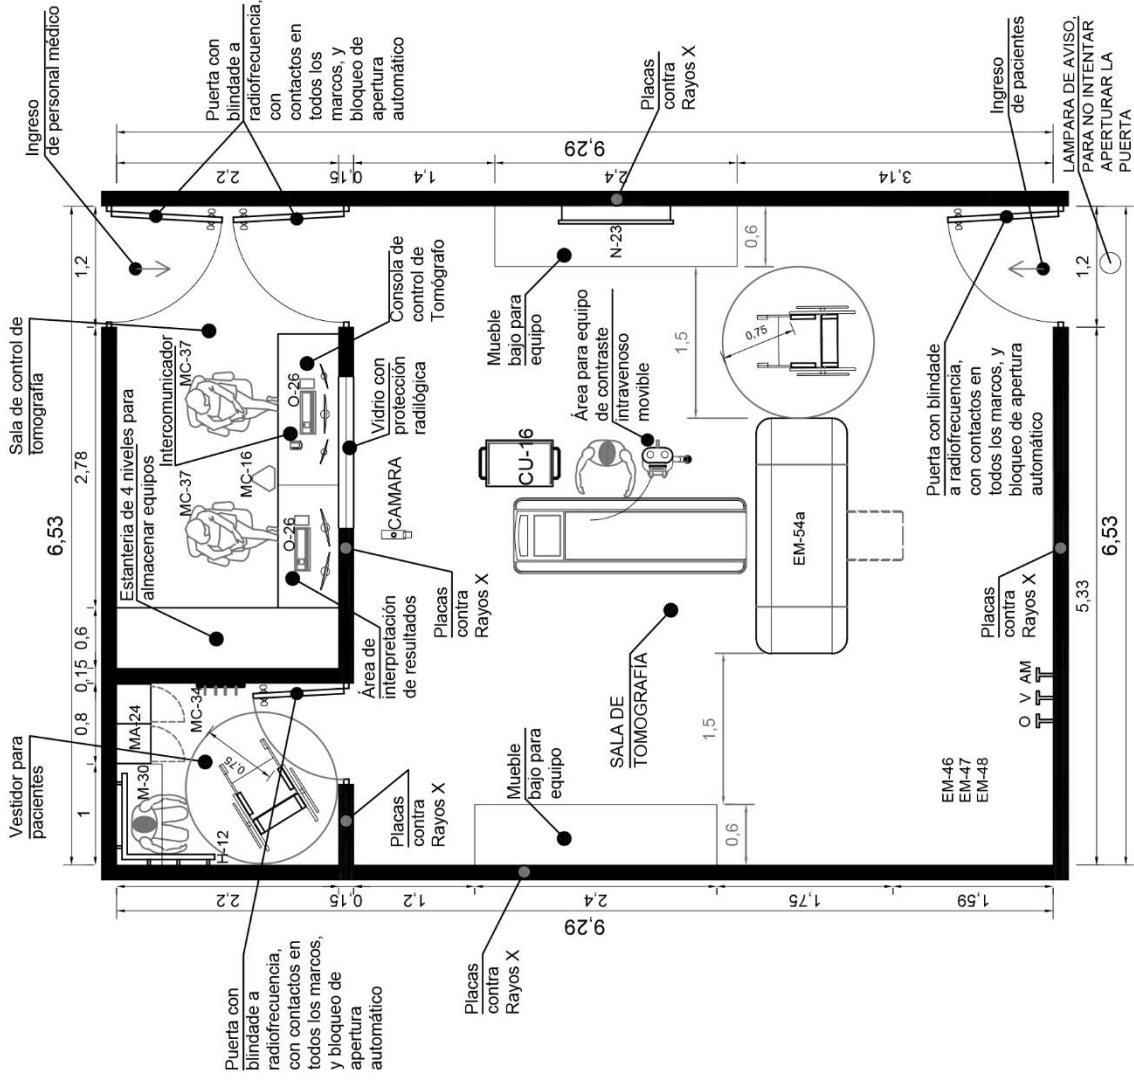 Ingreso
de personal médico
Puerta con
blindade a
radiofrecuencia,
con
contactos en
todos los
marcos, y
bloqueo de
apertura
automático
Sala de control de
tomografía
Vestidor para
pacientes
6,53
1,2
2,78
0,6
0,15
0,8
1
Estantería de 4 niveles para
almacenar equipos
Intercomunicador
MC-37
MC-37
MC-16
O-26
O-26
Consola de
control de
Tomógrafo
Vidrio con
protección
radilógica
CAMARA
Área de
interpretación
de resultados
MC-34
MA-24
M-30
H-12
0,75
Placas
contra
Rayos X
Placas
contra
Rayos X
Puerta con
blindade a
radiofrecuencia,
con contactos en
todos los marcos,
y bloqueo de
apertura
automático
2,2
0,15
1,2
2,4
1,75
1,59
9,29
2,2
0,15
1,4
2,4
3,14
9,29
Placas
contra
Rayos X
Placas
contra
Rayos X
Mueble
bajo para
equipo
N-23
0,6
1,5
0,75
Área para equipo
de contraste
intravenoso
movible
CU-16
EM-54a
SALA DE
TOMOGRAFÍA
1,5
0,6
Mueble
bajo para
equipo
Puerta con blindade
a radiofrecuencia,
con contactos en
todos los marcos, y
bloqueo de apertura
automático
Ingreso
de pacientes
LAMPARA DE AVISO,
PARA NO INTENTAR
APERTURAR LA
PUERTA
Placas
contra
Rayos X
O V AM
EM-46
EM-47
EM-48
1,2
5,33
6,53